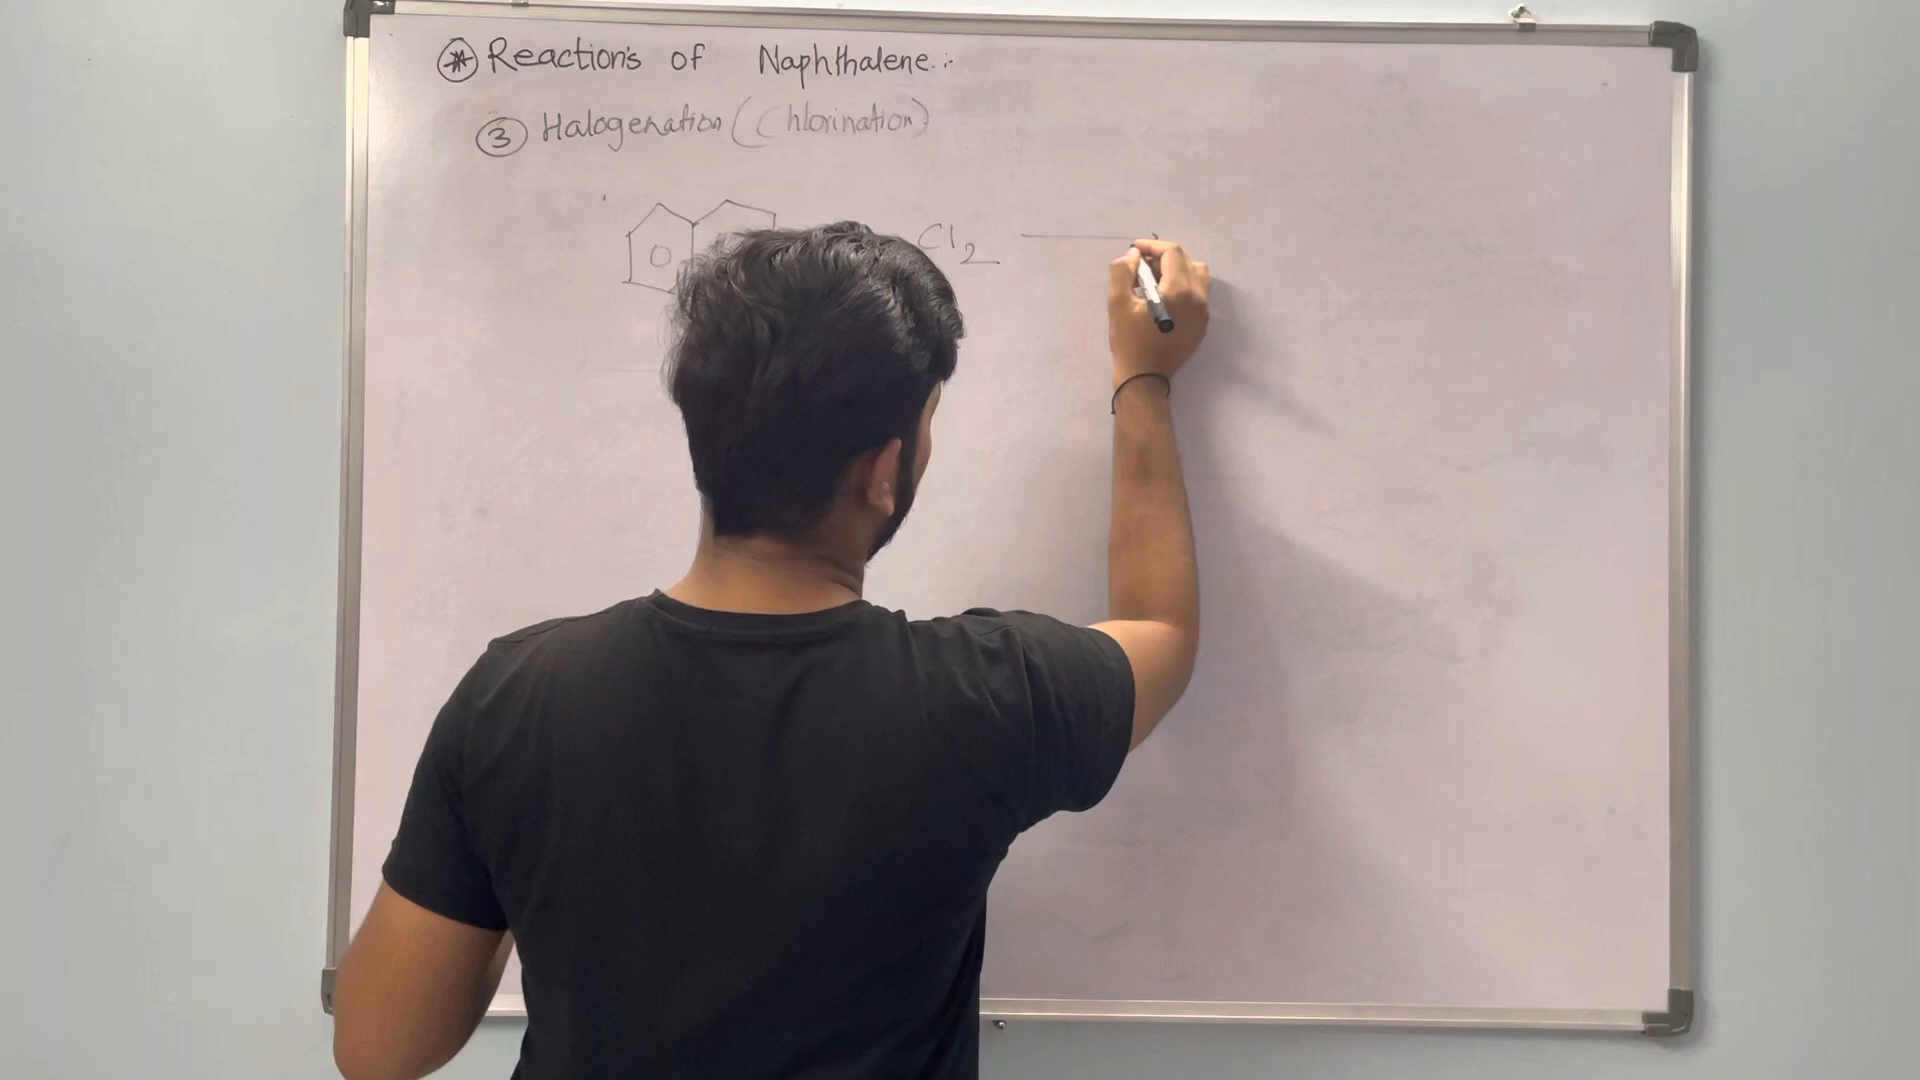 * Reaction's of Naphthalene :-
3 Halogenation (Chlorination)
Cl2